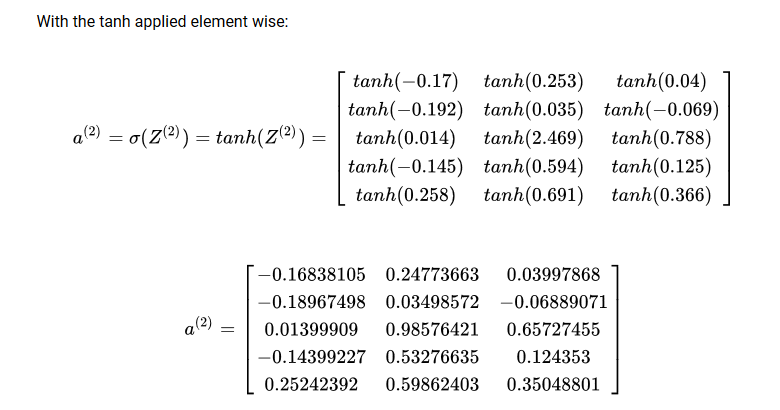 With the tanh applied element wise:
tanh(−0.17) tanh(0.253) tanh(0.04)
tanh(−0.192) tanh(0.035) tanh(−0.069)
a⁽²⁾ = σ(Z⁽²⁾) = tanh(Z⁽²⁾) = tanh(0.014) tanh(2.469) tanh(0.788)
tanh(−0.145) tanh(0.594) tanh(0.125)
tanh(0.258) tanh(0.691) tanh(0.366)
−0.16838105 0.24773663 0.03997868
−0.18967498 0.03498572 −0.06889071
a⁽²⁾ = 0.01399909 0.98576421 0.65727455
−0.14399227 0.53276635 0.124353
0.25242392 0.59862403 0.35048801